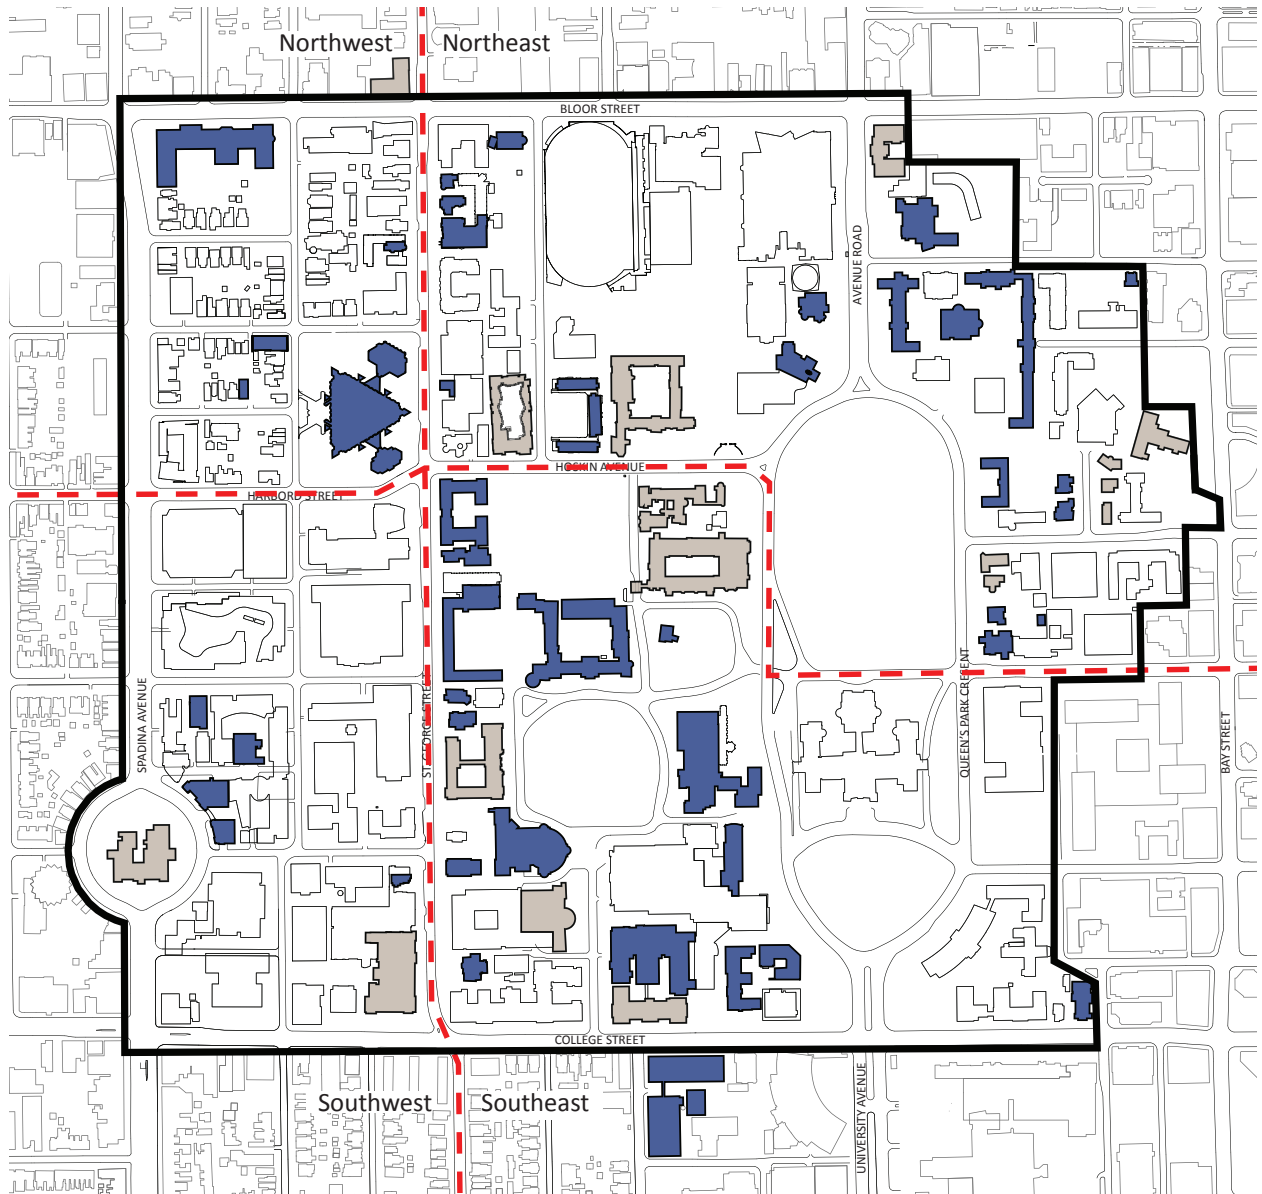 Northwest
Northeast
BLOOR STREET
AVENUE ROAD
HOSKIN AVENUE
HARBORD STREET
SPADINA AVENUE
ST. GEORGE STREET
QUEEN'S PARK CRESCENT
BAY STREET
COLLEGE STREET
UNIVERSITY AVENUE
Southwest
Southeast